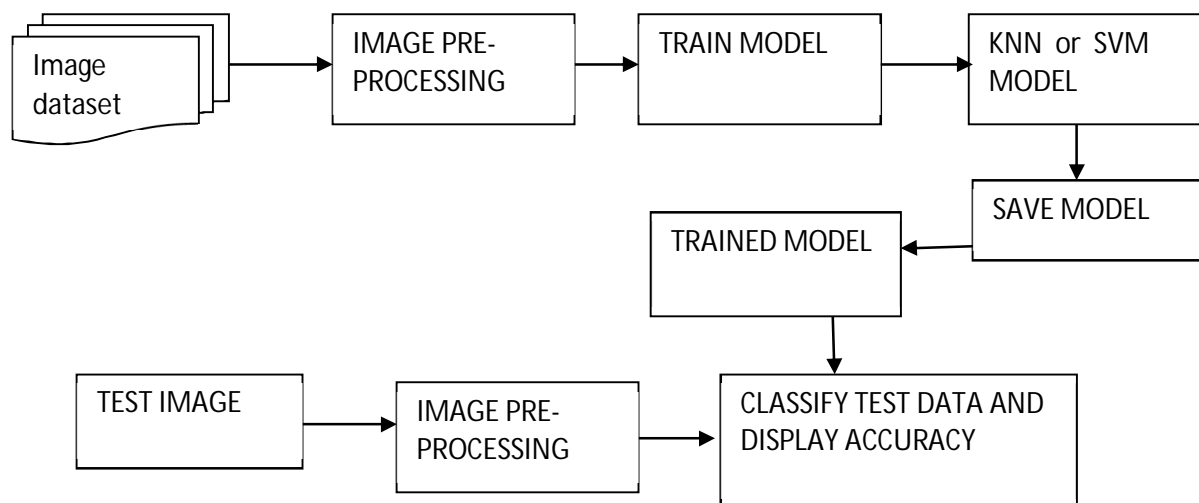 Image
dataset
IMAGE PRE-
PROCESSING
TRAIN MODEL
KNN or SVM
MODEL
SAVE MODEL
TRAINED MODEL
TEST IMAGE
IMAGE PRE-
PROCESSING
CLASSIFY TEST DATA AND
DISPLAY ACCURACY